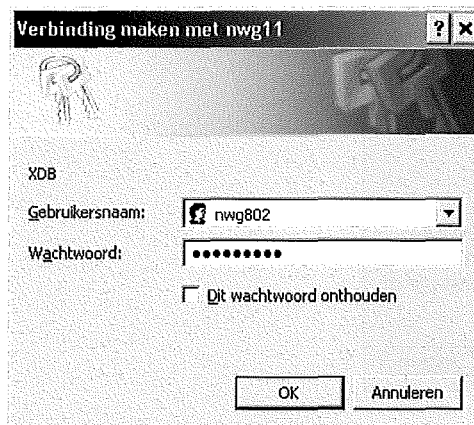 Verbinding maken met nwg11
XDB
Gebruikersnaam: nwg802
Wachtwoord: •••••••••
Dit wachtwoord onthouden
OK Annuleren